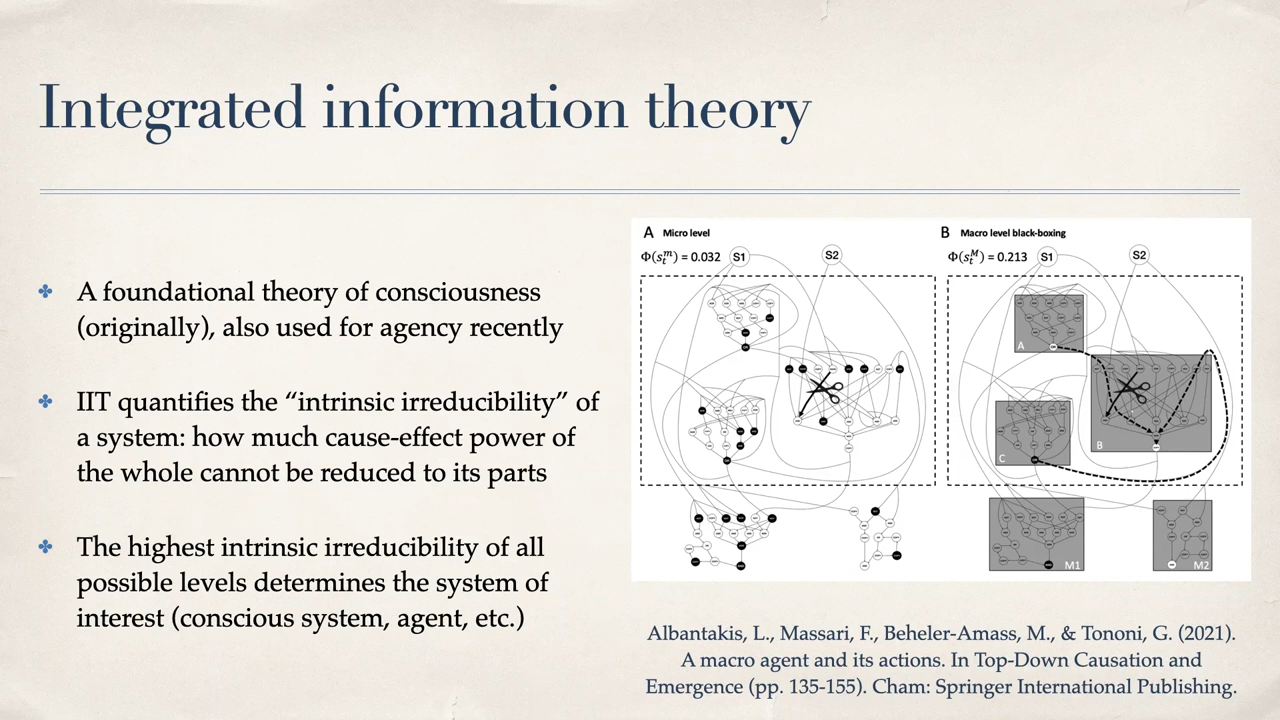 Integrated information theory
A foundational theory of consciousness
(originally), also used for agency recently
IIT quantifies the “intrinsic irreducibility” of
a system: how much cause-effect power of
the whole cannot be reduced to its parts
The highest intrinsic irreducibility of all
possible levels determines the system of
interest (conscious system, agent, etc.)
A Micro level
Φ(sₜᵐ) = 0.032
S1
S2
B Macro level black-boxing
Φ(sₜᴹ) = 0.213
S1
S2
A
B
C
M1
M2
Albantakis, L., Massari, F., Beheler-Amass, M., & Tononi, G. (2021).
A macro agent and its actions. In Top-Down Causation and
Emergence (pp. 135-155). Cham: Springer International Publishing.